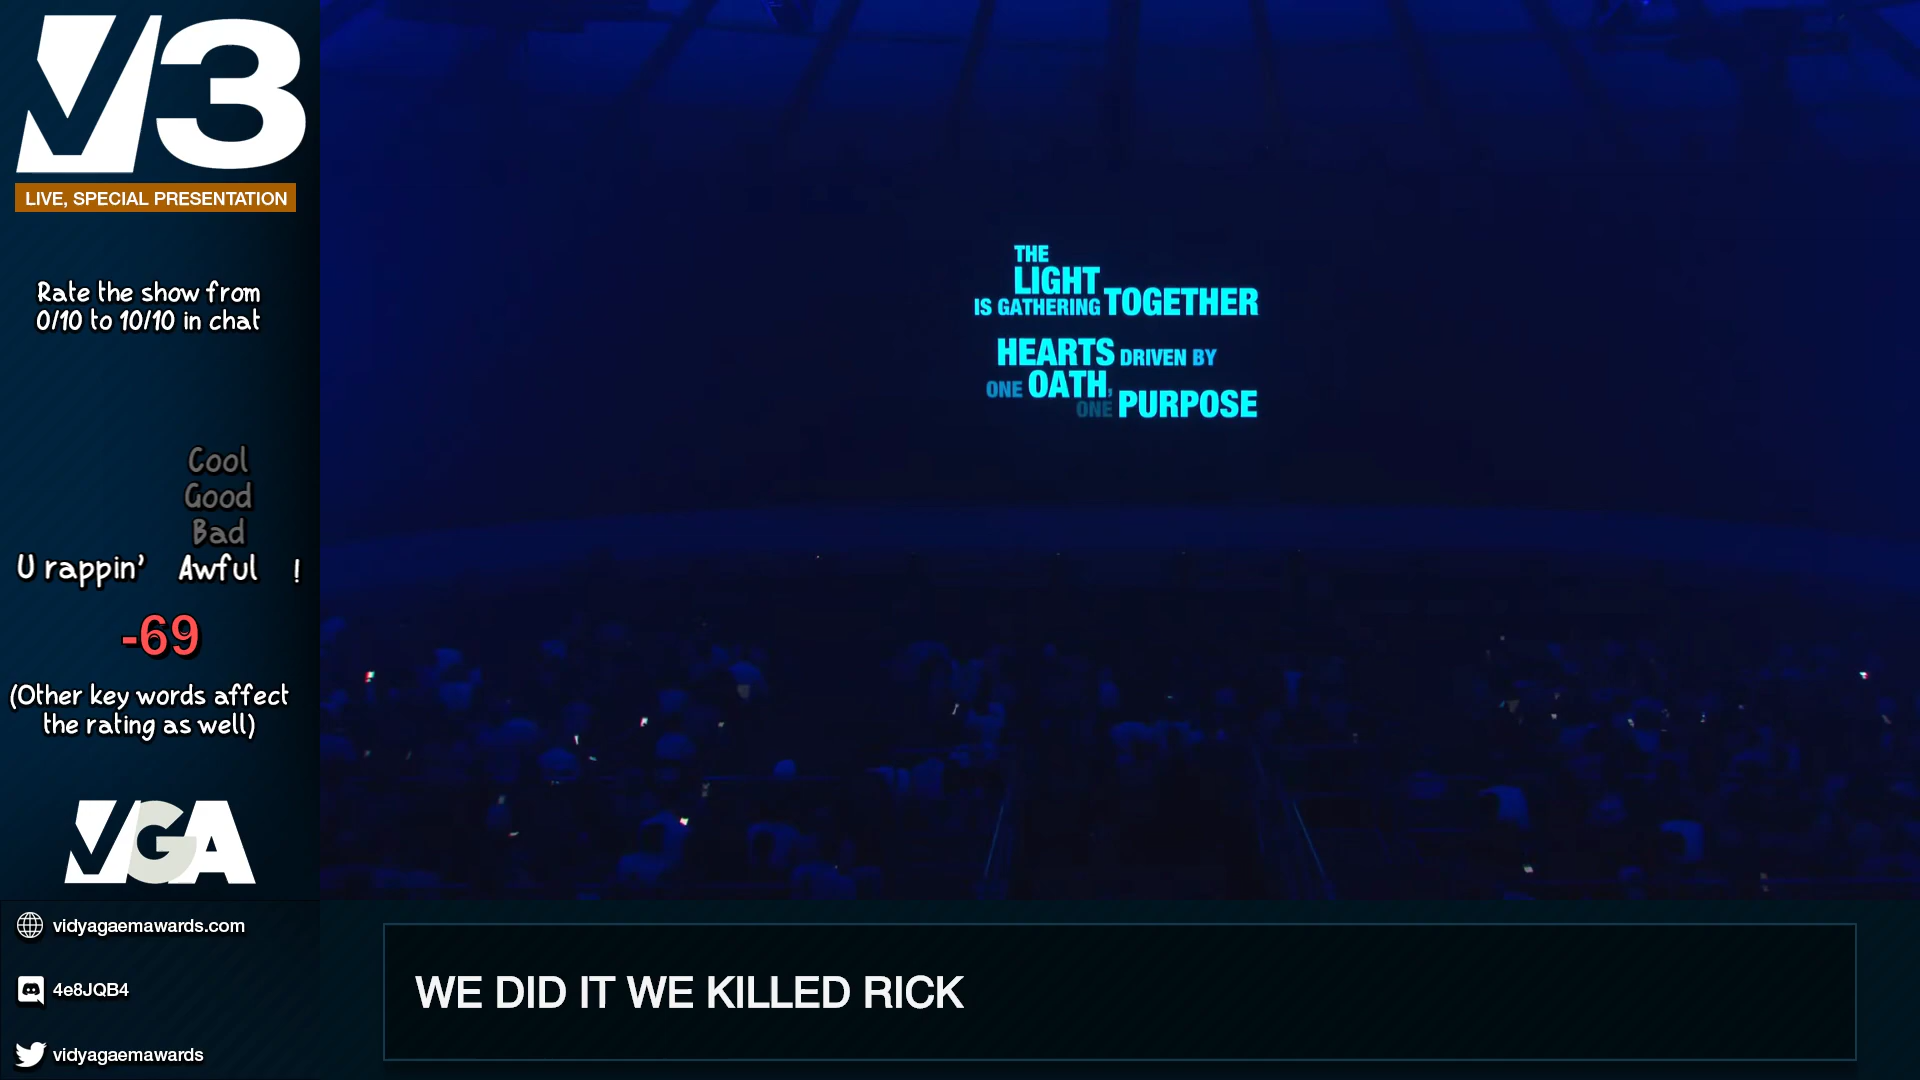 V3
LIVE, SPECIAL PRESENTATION
Rate the show from
0/10 to 10/10 in chat
Cool
Good
Bad
U rappin' Awful !
-69
(Other key words affect
the rating as well)
VGA
vidyagaemawards.com
4e8JQB4
vidyagaemawards
THE
LIGHT
IS GATHERING TOGETHER
HEARTS DRIVEN BY
ONE OATH,
ONE PURPOSE
WE DID IT WE KILLED RICK